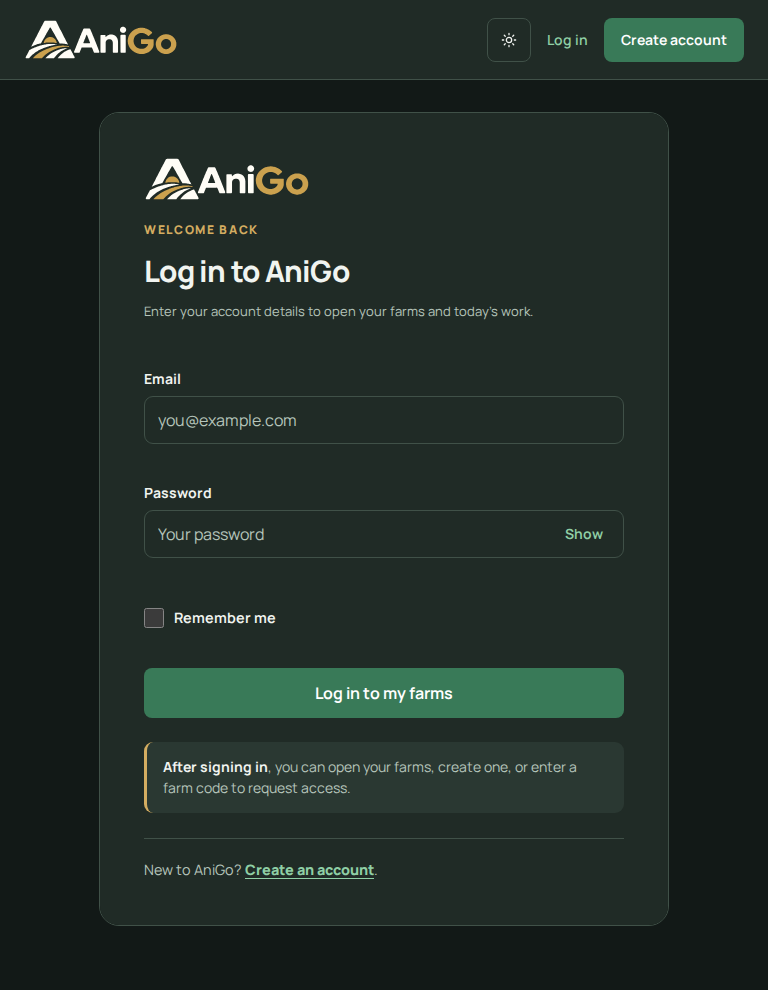 AniGo
Log in
Create account
AniGo
WELCOME BACK
Log in to AniGo
Enter your account details to open your farms and today's work.
Email
you@example.com
Password
Your password
Show
Remember me
Log in to my farms
After signing in, you can open your farms, create one, or enter a
farm code to request access.
New to AniGo? Create an account.